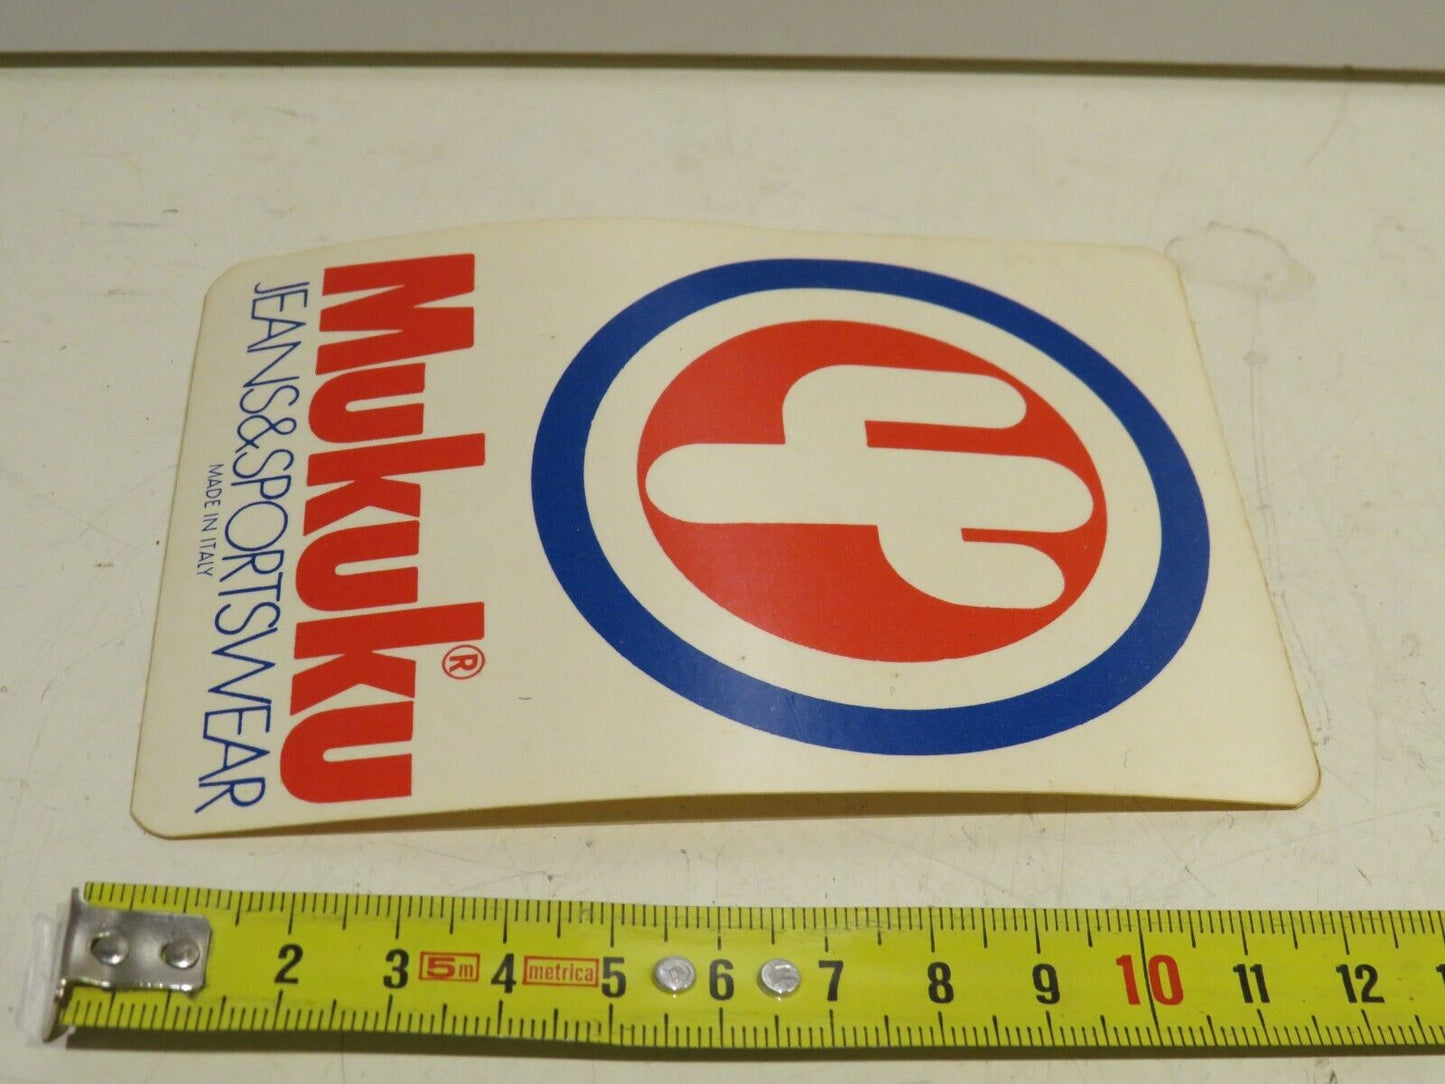 Mukuku®
JEANS&SPORTSWEAR
MADE IN ITALY
2 3 5m 4 metrica 5 6 7 8 9 10 11 12